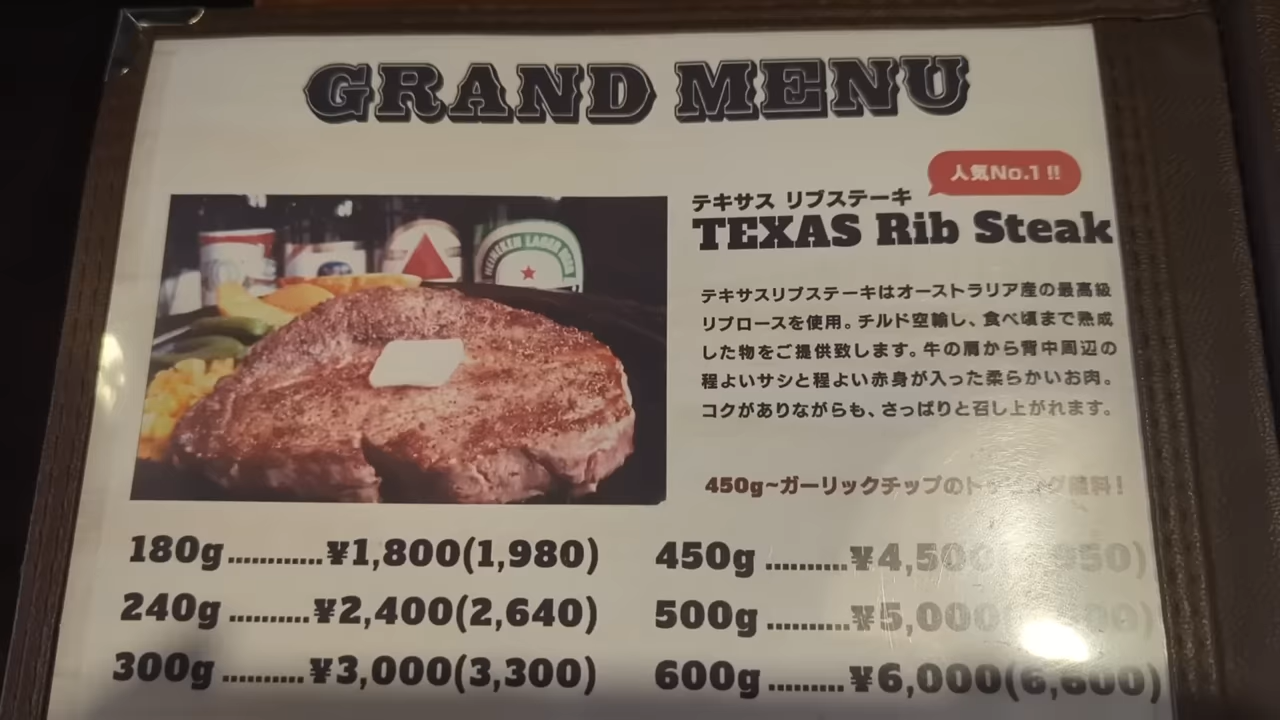 GRAND MENU
人気No.1!!
テキサス リブステーキ
TEXAS Rib Steak
テキサスリブステーキはオーストラリア産の最高級
リブロースを使用。チルド空輸し、食べ頃まで熟成
した物をご提供致します。牛の肩から背中周辺の
程よいサシと程よい赤身が入った柔らかいお肉。
コクがありながらも、さっぱりと召し上がれます。
450g~ガーリックチップの
HEINEKEN LAGER BEER
180g............¥1,800(1,980)
240g..........¥2,400(2,640)
300g..........¥3,000(3,300)
450g..........¥4,500
500g..........¥5,000
600g.........¥6,000(6,600)